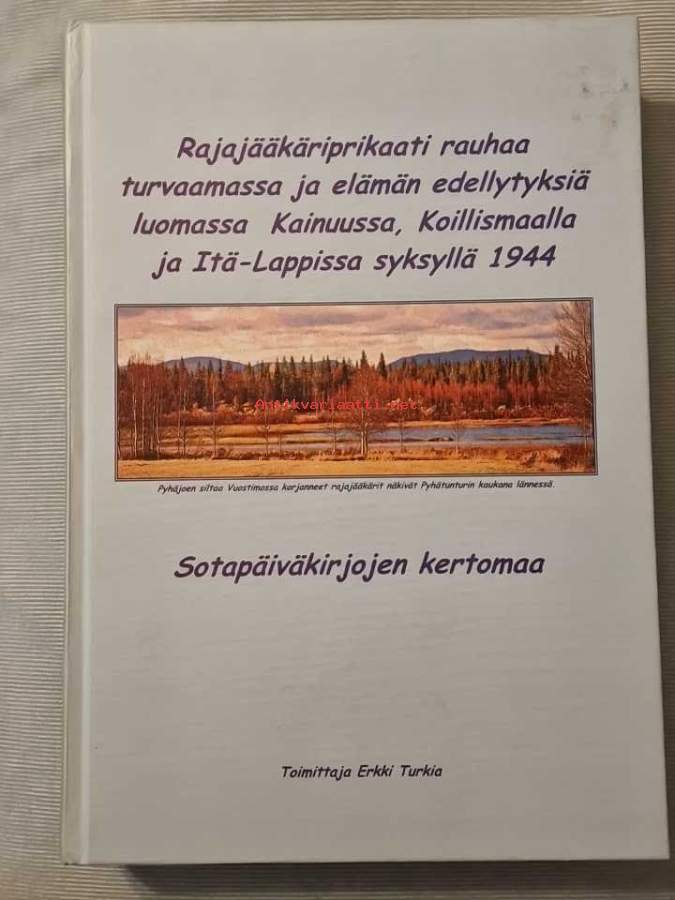 Rajajääkäriprikaati rauhaa
turvaamassa ja elämän edellytyksiä
luomassa Kainuussa, Koillismaalla
ja Itä-Lappissa syksyllä 1944
Antikvariaatti.net
Pyhäjoen siltaa Vuostimossa korjanneet rajajääkärit näkivät Pyhätunturin kaukana lännessä.
Sotapäiväkirjojen kertomaa
Toimittaja Erkki Turkia